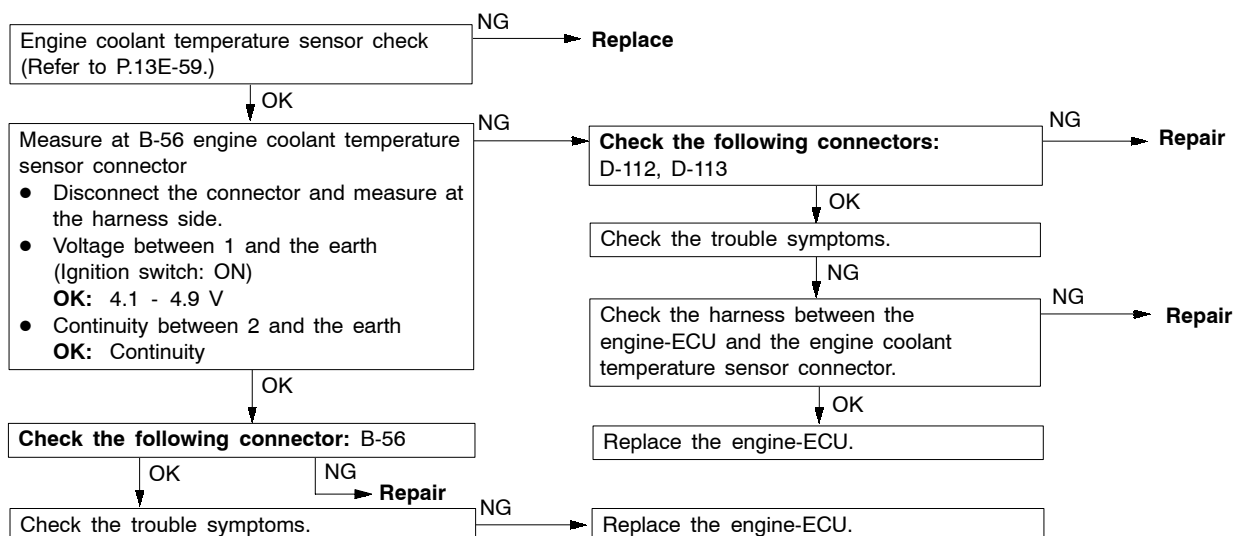 Engine coolant temperature sensor check
(Refer to P.13E-59.)
NG
Replace
OK
Measure at B-56 engine coolant temperature
sensor connector
● Disconnect the connector and measure at
the harness side.
● Voltage between 1 and the earth
(Ignition switch: ON)
OK: 4.1 - 4.9 V
● Continuity between 2 and the earth
OK: Continuity
NG
Check the following connectors:
D-112, D-113
NG
Repair
OK
Check the trouble symptoms.
NG
Check the harness between the
engine-ECU and the engine coolant
temperature sensor connector.
NG
Repair
OK
Replace the engine-ECU.
OK
Check the following connector: B-56
OK
NG
Repair
Check the trouble symptoms.
NG
Replace the engine-ECU.